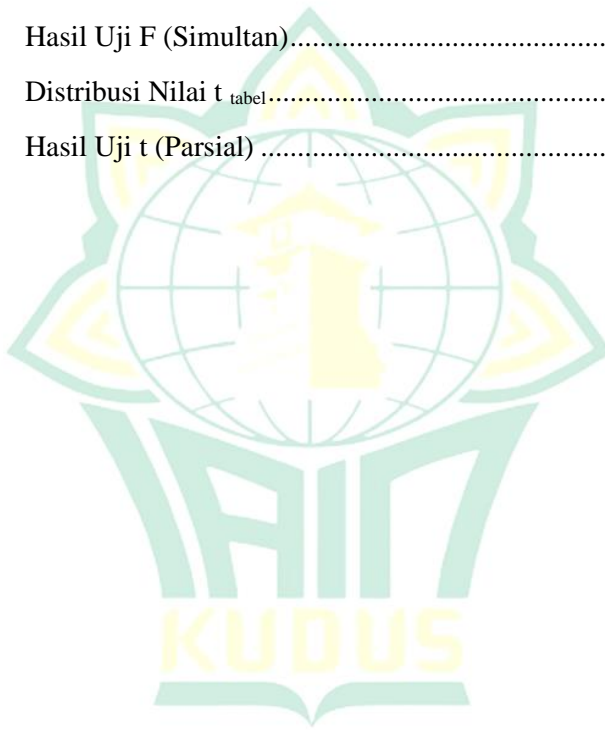 Hasil Uji F (Simultan)...................................................
Distribusi Nilai t tabel...................................................
Hasil Uji t (Parsial) ...................................................
IAIN
KUDUS